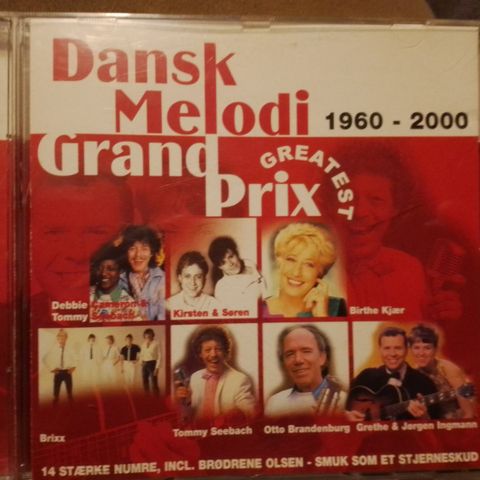 Dansk
Melodi 1960 - 2000
Grand
Prix
GREATEST
Debbie Cameron &
Tommy Seebach
Kirsten & Søren
Birthe Kjær
Brixx
Tommy Seebach
Otto Brandenburg
Grethe & Jørgen Ingmann
14 STÆRKE NUMRE, INCL. BRØDRENE OLSEN - SMUK SOM ET STJERNESKUD